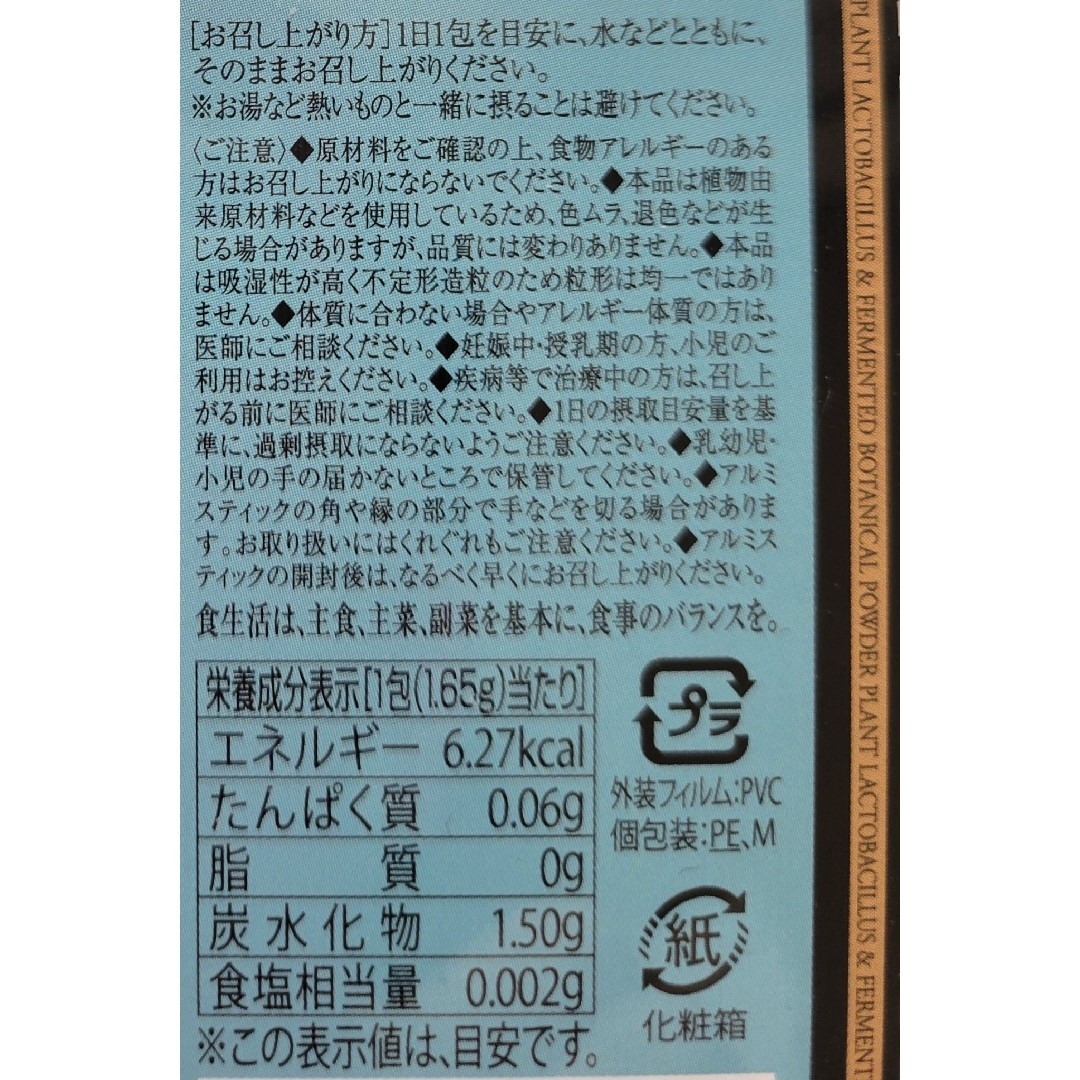 [お召し上がり方]1日1包を目安に、水などとともに、
そのままお召し上がりください。
※お湯など熱いものと一緒に摂ることは避けてください。
〈ご注意〉◆原材料をご確認の上、食物アレルギーのある
方はお召し上がりにならないでください。◆本品は植物由
来原材料などを使用しているため、色ムラ、退色などが生
じる場合がありますが、品質には変わりありません。◆本品
は吸湿性が高く不定形造粒のため粒形は均一ではあり
ません。◆体質に合わない場合やアレルギー体質の方は、
医師にご相談ください。◆妊娠中・授乳期の方、小児のご
利用はお控えください。◆疾病等で治療中の方は、召し上
がる前に医師にご相談ください。◆1日の摂取目安量を基
準に、過剰摂取にならないようご注意ください。◆乳幼児・
小児の手の届かないところで保管してください。◆アルミ
スティックの角や縁の部分で手などを切る場合がありま
す。お取り扱いにはくれぐれもご注意ください。◆アルミス
ティックの開封後は、なるべく早くにお召し上がりください。
食生活は、主食、主菜、副菜を基本に、食事のバランスを。
栄養成分表示[1包(1.65g)当たり]
エネルギー 6.27kcal
たんぱく質 0.06g
脂質 0g
炭水化物 1.50g
食塩相当量 0.002g
※この表示値は、目安です。
プラ
外装フィルム:PVC
個包装:PE、M
紙
化粧箱
PLANT LACTOBACILLUS & FERMENTED BOTANICAL POWDER PLANT LACTOBACILLUS & FERMENT